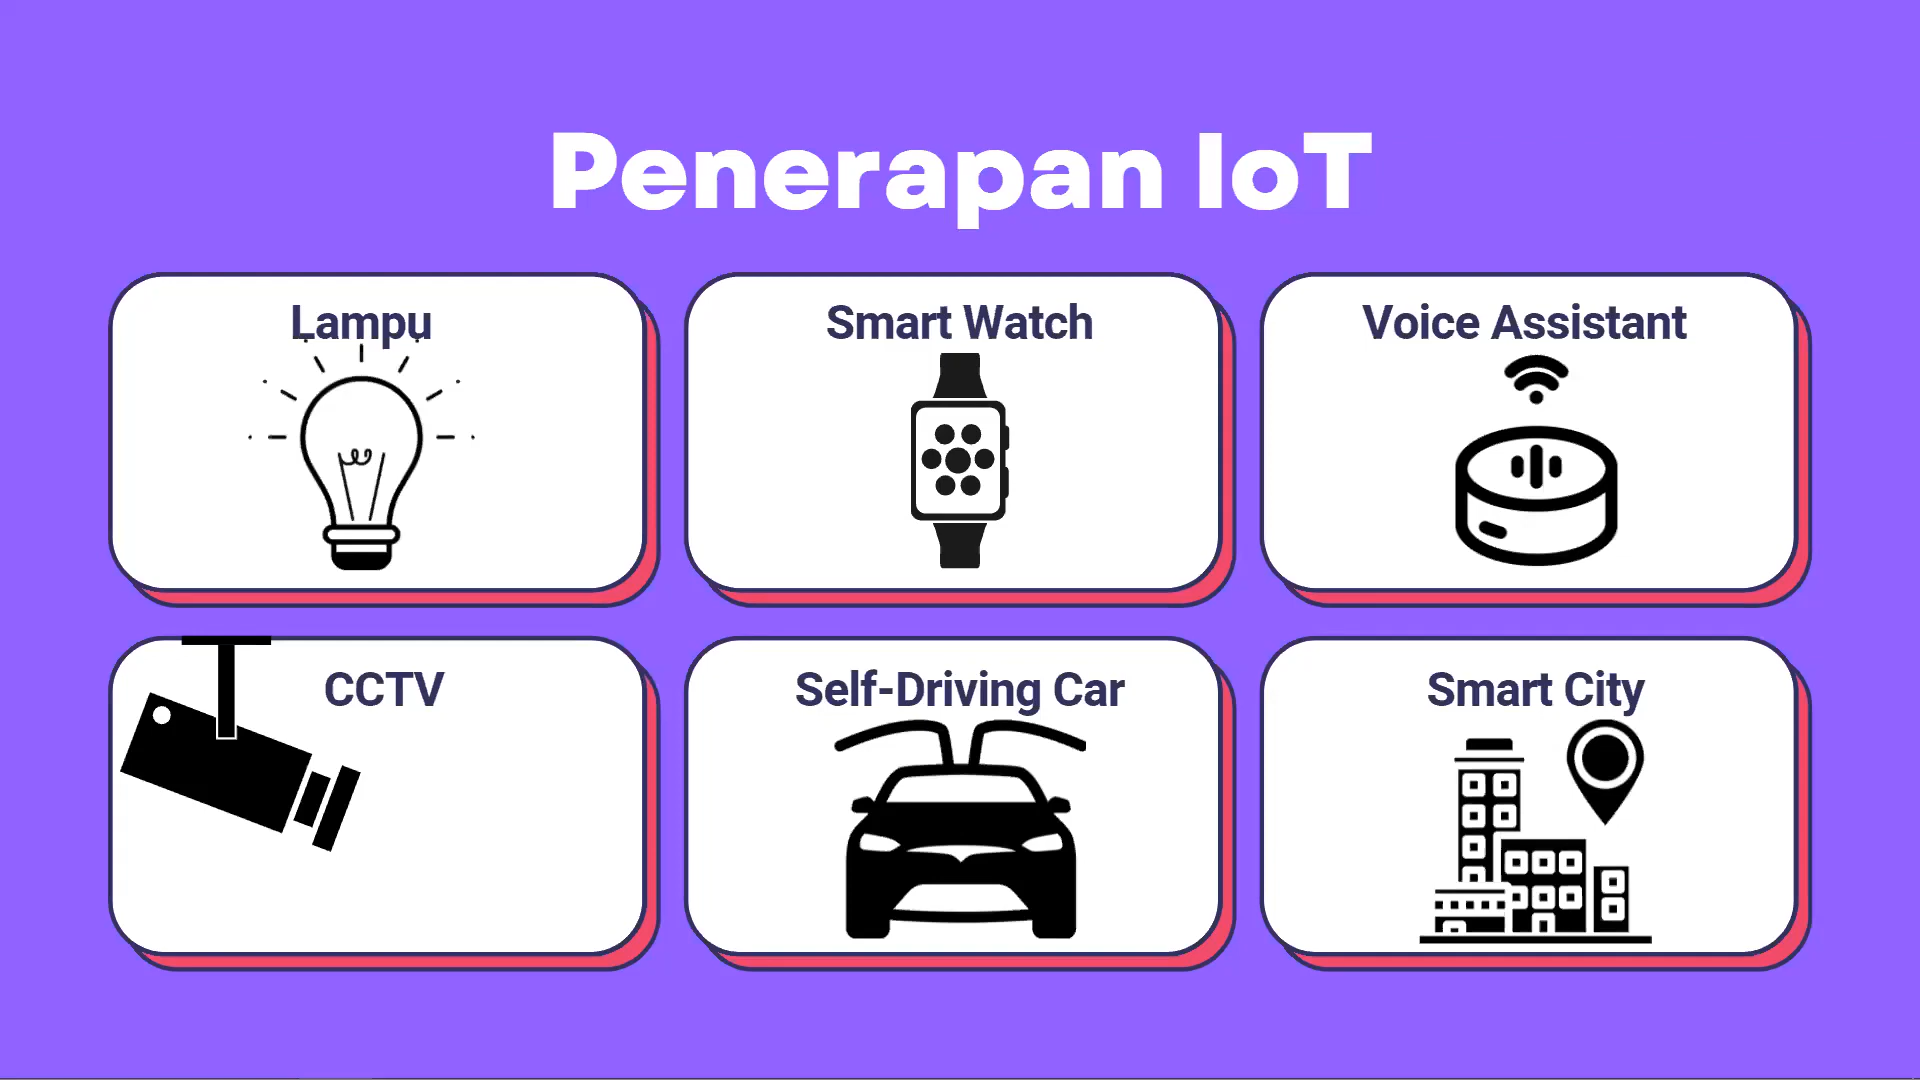 Penerapan IoT
Lampu
Smart Watch
Voice Assistant
CCTV
Self-Driving Car
Smart City